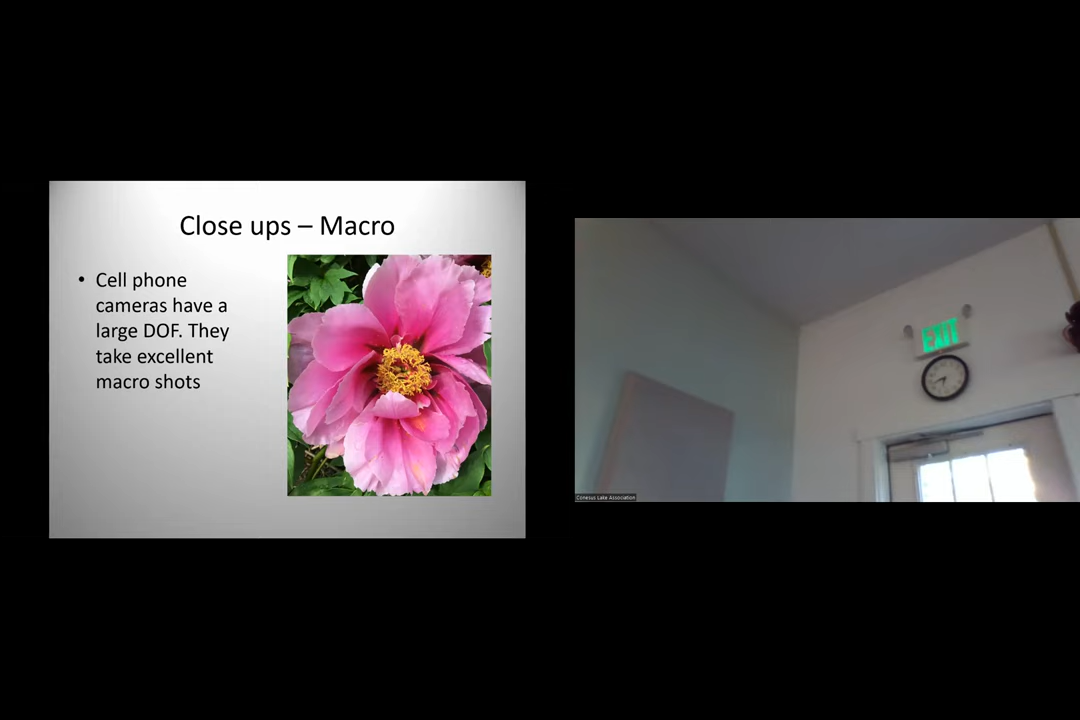 Close ups – Macro
• Cell phone
cameras have a
large DOF. They
take excellent
macro shots
EXIT
Conesus Lake Association